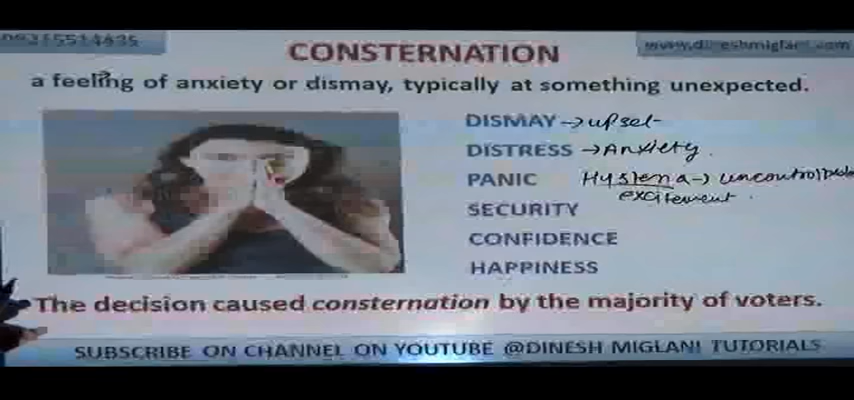 09215514435
www.dineshmiglani.com
CONSTERNATION
a feeling of anxiety or dismay, typically at something unexpected.
DISMAY → upset
DISTRESS → Anxiety
PANIC Hysteria → uncontrollable
excitement
SECURITY
CONFIDENCE
HAPPINESS
The decision caused consternation by the majority of voters.
SUBSCRIBE ON CHANNEL ON YOUTUBE @DINESH MIGLANI TUTORIALS